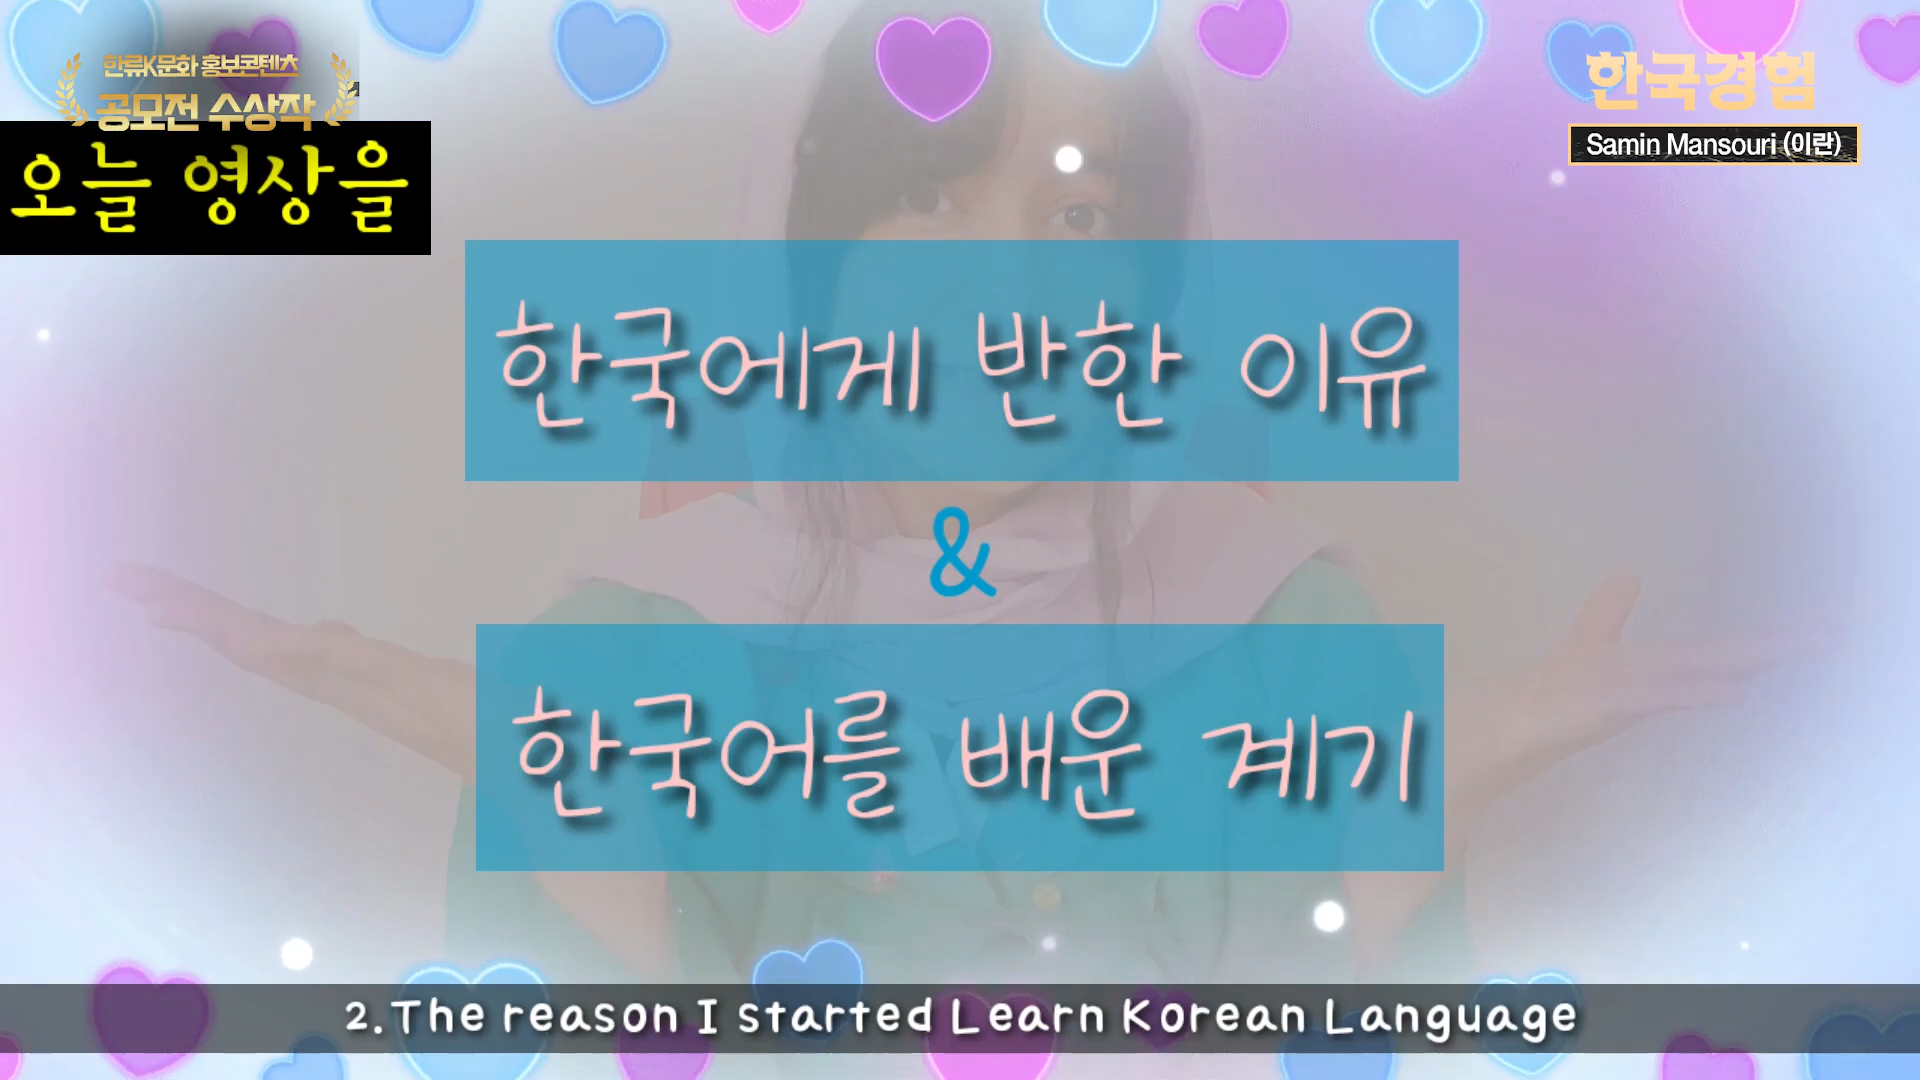 한류K문화 홍보콘텐츠
공모전 수상작
오늘 영상을
한국경험
Samin Mansouri (이란)
한국에게 반한 이유
&
한국어를 배운 계기
2.The reason I started Learn Korean Language